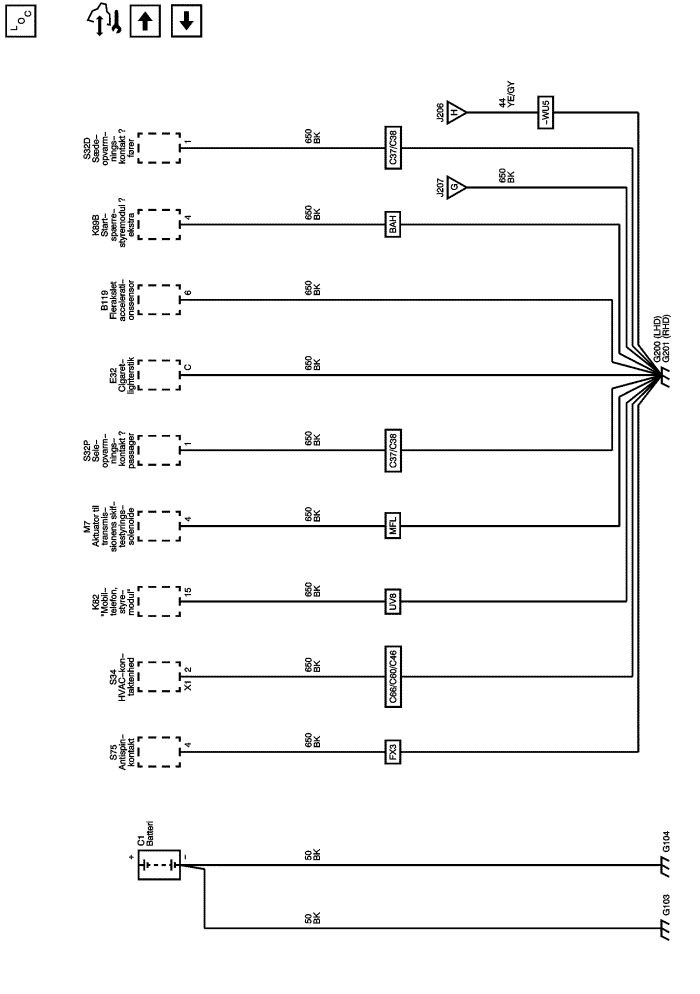 LOC
S32D
Sæde–
opvarm–
nings–
kontakt ?
fører
1
650
BK
C37/C38
J206
H
44
YE/GY
–WU5
K89B
Start–
spærre–
styremodul ?
ekstra
4
650
BK
BAH
J207
G
650
BK
B119
Flerakslet
accelerati–
onssensor
6
650
BK
E32
Cigaret–
lighterstik
C
650
BK
G200 (LHD)
G201 (RHD)
S32P
Sele–
opvarm–
nings–
kontakt ?
passager
1
650
BK
C37/C38
M7
Aktuator til
transmis–
sionens skif–
testyrings–
solenoide
4
650
BK
MFL
K82
"Mobil–
telefon,
styre–
modul"
15
650
BK
UV8
S34
HVAC–kon–
taktenhed
X1
2
650
BK
C66/C60/C46
S75
Antispin–
kontakt
4
650
BK
FX3
C1
Batteri
+
–
50
BK
G104
50
BK
G103